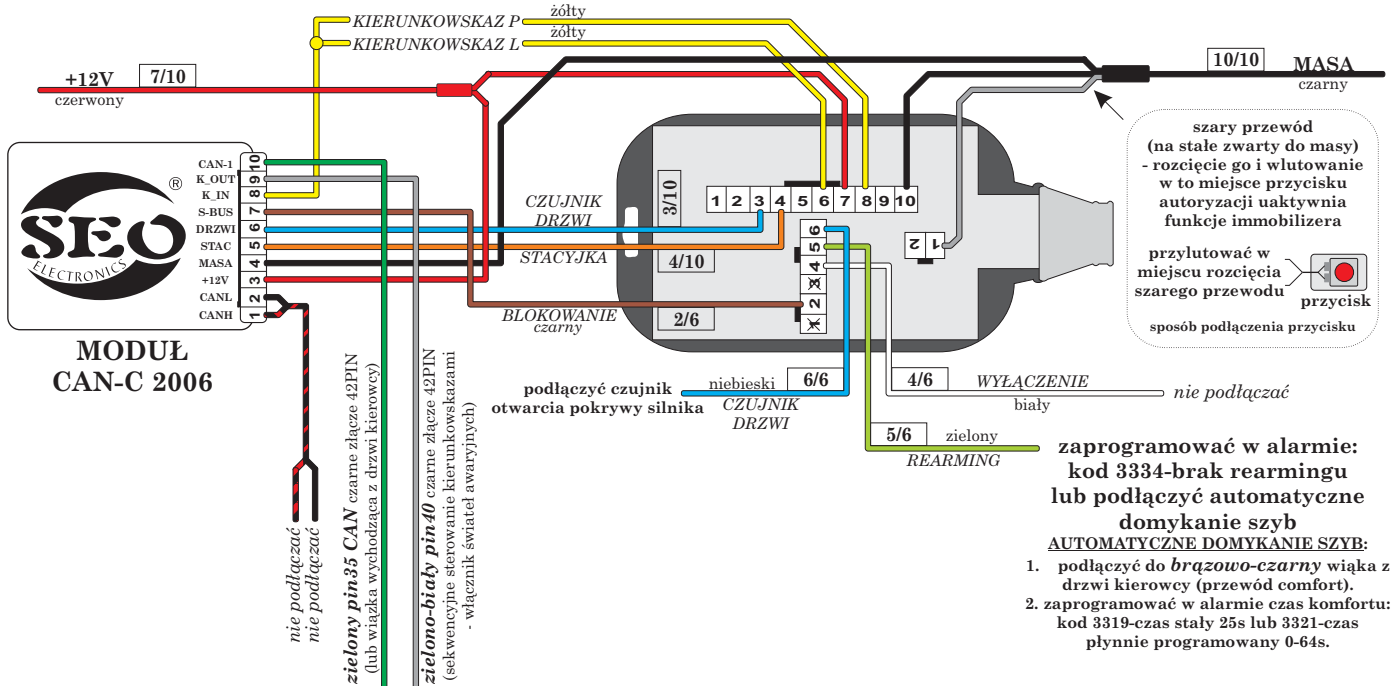 KIERUNKOWSKAZ P
żółty
KIERUNKOWSKAZ L
żółty
+12V
7/10
czerwony
10/10
MASA
czarny
SEO
ELECTRONICS
®
CAN-1
K_OUT
K_IN
S-BUS
DRZWI
STAC
MASA
+12V
CANL
CANH
10
9
8
7
6
5
4
3
2
1
MODUŁ
CAN-C 2006
CZUJNIK
DRZWI
3/10
STACYJKA
4/10
BLOKOWANIE
czarny
2/6
1 2 3 4 5 6 7 8 9 10
6
5
4
3
2
1
2 1
szary przewód
(na stałe zwarty do masy)
- rozcięcie go i wlutowanie
w to miejsce przycisku
autoryzacji uaktywnia
funkcje immobilizera
przylutować w
miejscu rozcięcia
szarego przewodu
przycisk
sposób podłączenia przycisku
podłączyć czujnik
otwarcia pokrywy silnika
niebieski
6/6
CZUJNIK
DRZWI
4/6
WYŁĄCZENIE
biały
nie podłączać
5/6
zielony
REARMING
zaprogramować w alarmie:
kod 3334-brak rearmingu
lub podłączyć automatyczne
domykanie szyb
AUTOMATYCZNE DOMYKANIE SZYB:
1. podłączyć do brązowo-czarny wiąka z
drzwi kierowcy (przewód comfort).
2. zaprogramować w alarmie czas komfortu:
kod 3319-czas stały 25s lub 3321-czas
płynnie programowany 0-64s.
nie podłączać
nie podłączać
zielony pin35 CAN czarne złącze 42PIN
(lub wiązka wychodząca z drzwi kierowcy)
zielono-biały pin40 czarne złącze 42PIN
(sekwencyjne sterowanie kierunkowskazami
- włącznik świateł awaryjnych)